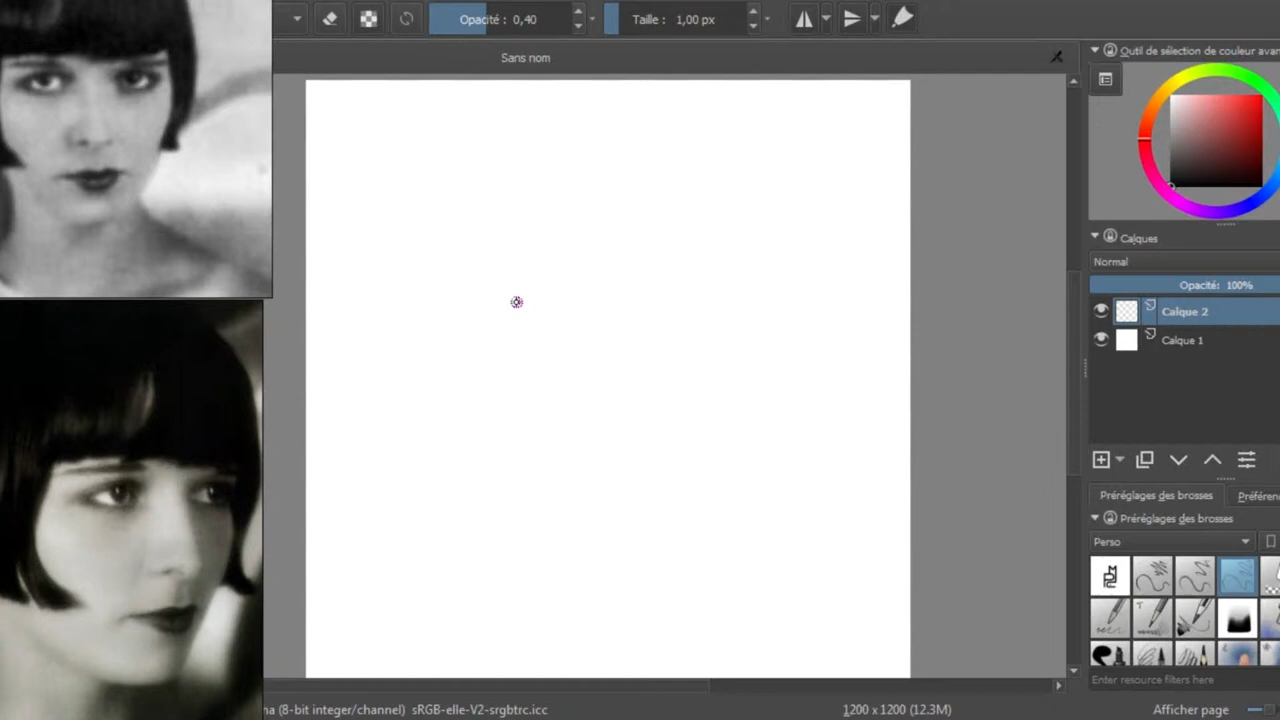 Opacité : 0,40
Taille : 1,00 px
Sans nom
Outil de sélection de couleur avan
Calques
Normal
Opacité: 100%
Calque 2
Calque 1
Préréglages des brosses
Préféren
Préréglages des brosses
Perso
Enter resource filters here
na (8-bit integer/channel) sRGB-elle-V2-srgbtrc.icc
1200 x 1200 (12.3M)
Afficher page